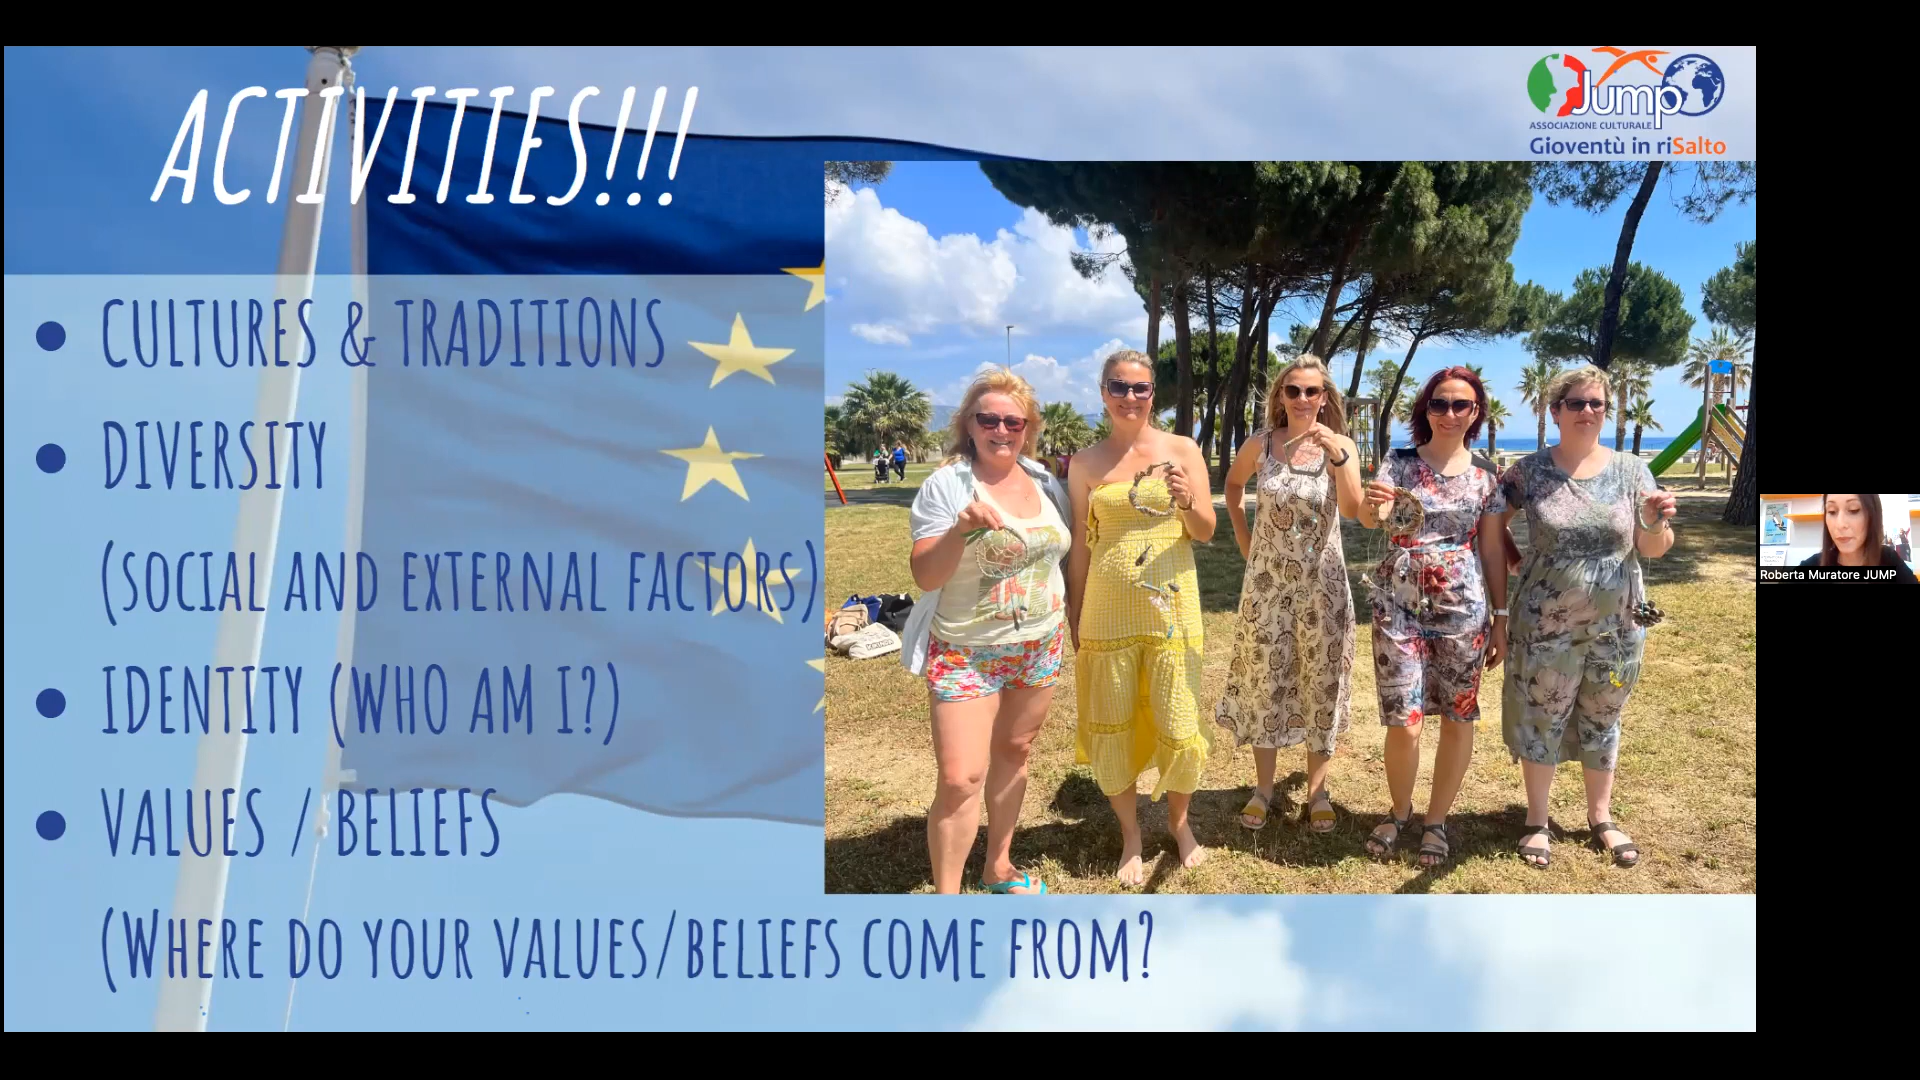 ACTIVITIES!!!
Jump
ASSOCIAZIONE CULTURALE
Gioventù in riSalto
• CULTURES & TRADITIONS
• DIVERSITY
(SOCIAL AND EXTERNAL FACTORS)
• IDENTITY (WHO AM I?)
• VALUES / BELIEFS
(WHERE DO YOUR VALUES/BELIEFS COME FROM?
Roberta Muratore JUMP